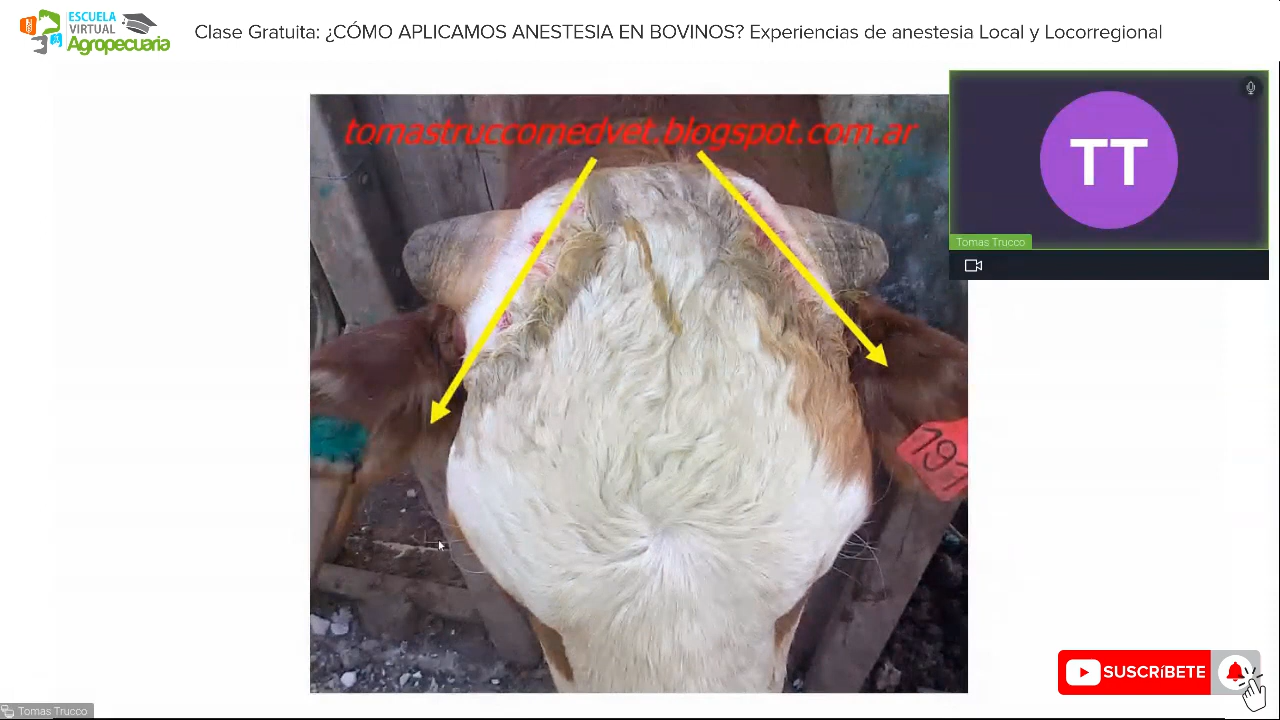 ESCUELA
VIRTUAL
Agropecuaria
Clase Gratuita: ¿CÓMO APLICAMOS ANESTESIA EN BOVINOS? Experiencias de anestesia Local y Locorregional
tomastruccomedvet.blogspot.com.ar
TT
Tomas Trucco
197
SUSCRíBETE
Tomas Trucco